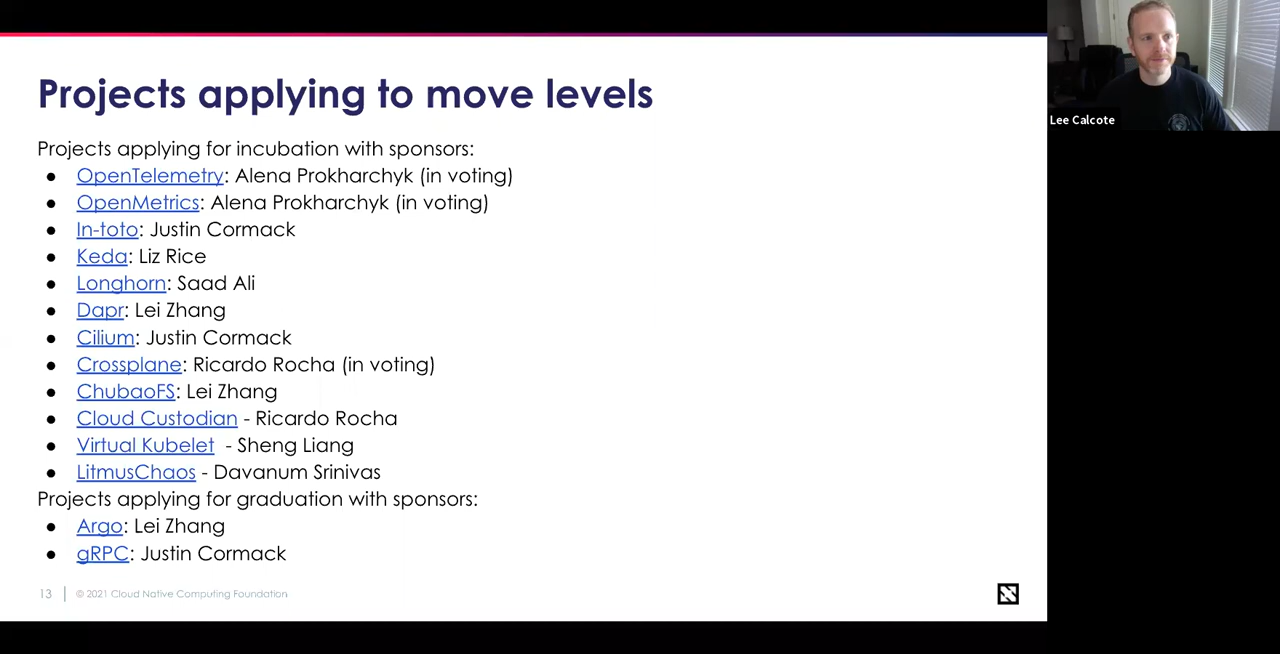 Projects applying to move levels
Lee Calcote
Projects applying for incubation with sponsors:
● OpenTelemetry: Alena Prokharchyk (in voting)
● OpenMetrics: Alena Prokharchyk (in voting)
● In-toto: Justin Cormack
● Keda: Liz Rice
● Longhorn: Saad Ali
● Dapr: Lei Zhang
● Cilium: Justin Cormack
● Crossplane: Ricardo Rocha (in voting)
● ChubaoFS: Lei Zhang
● Cloud Custodian - Ricardo Rocha
● Virtual Kubelet - Sheng Liang
● LitmusChaos - Davanum Srinivas
Projects applying for graduation with sponsors:
● Argo: Lei Zhang
● gRPC: Justin Cormack
13 | © 2021 Cloud Native Computing Foundation